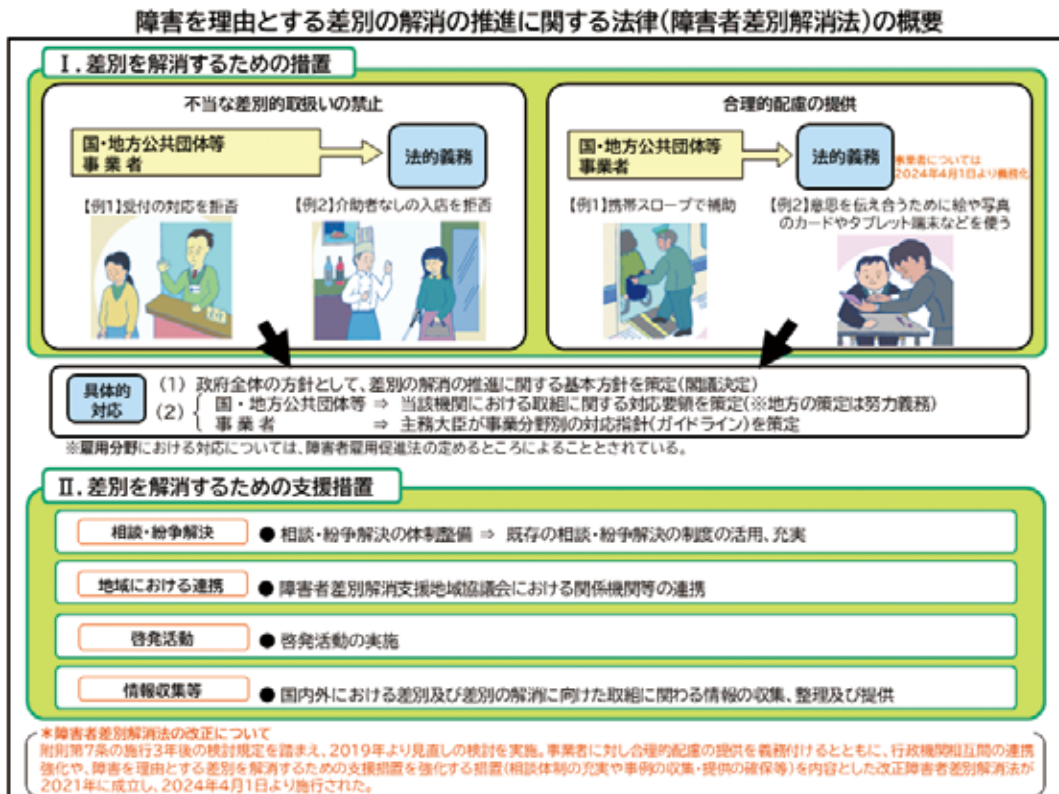 障害を理由とする差別の解消の推進に関する法律(障害者差別解消法)の概要
Ⅰ.差別を解消するための措置
不当な差別的取扱いの禁止
国・地方公共団体等
事業者
法的義務
【例1】受付の対応を拒否
【例2】介助者なしの入店を拒否
合理的配慮の提供
国・地方公共団体等
事業者
法的義務
事業者については
2024年4月1日より義務化
【例1】携帯スロープで補助
【例2】意思を伝え合うために絵や写真
のカードやタブレット端末などを使う
具体的
対応
(1) 政府全体の方針として、差別の解消の推進に関する基本方針を策定(閣議決定)
(2) 国・地方公共団体等 ⇒ 当該機関における取組に関する対応要領を策定(※地方の策定は努力義務)
事業者 ⇒ 主務大臣が事業分野別の対応指針(ガイドライン)を策定
※雇用分野における対応については、障害者雇用促進法の定めるところによることとされている。
Ⅱ.差別を解消するための支援措置
相談・紛争解決 ●相談・紛争解決の体制整備 ⇒ 既存の相談・紛争解決の制度の活用、充実
地域における連携 ●障害者差別解消支援地域協議会における関係機関等の連携
啓発活動 ●啓発活動の実施
情報収集等 ●国内外における差別及び差別の解消に向けた取組に関わる情報の収集、整理及び提供
*障害者差別解消法の改正について
附則第7条の施行3年後の検討規定を踏まえ、2019年より見直しの検討を実施。事業者に対し合理的配慮の提供を義務付けるとともに、行政機関相互間の連携
強化や、障害を理由とする差別を解消するための支援措置を強化する措置(相談体制の充実や事例の収集・提供の確保等)を内容とした改正障害者差別解消法が
2021年に成立し、2024年4月1日より施行された。